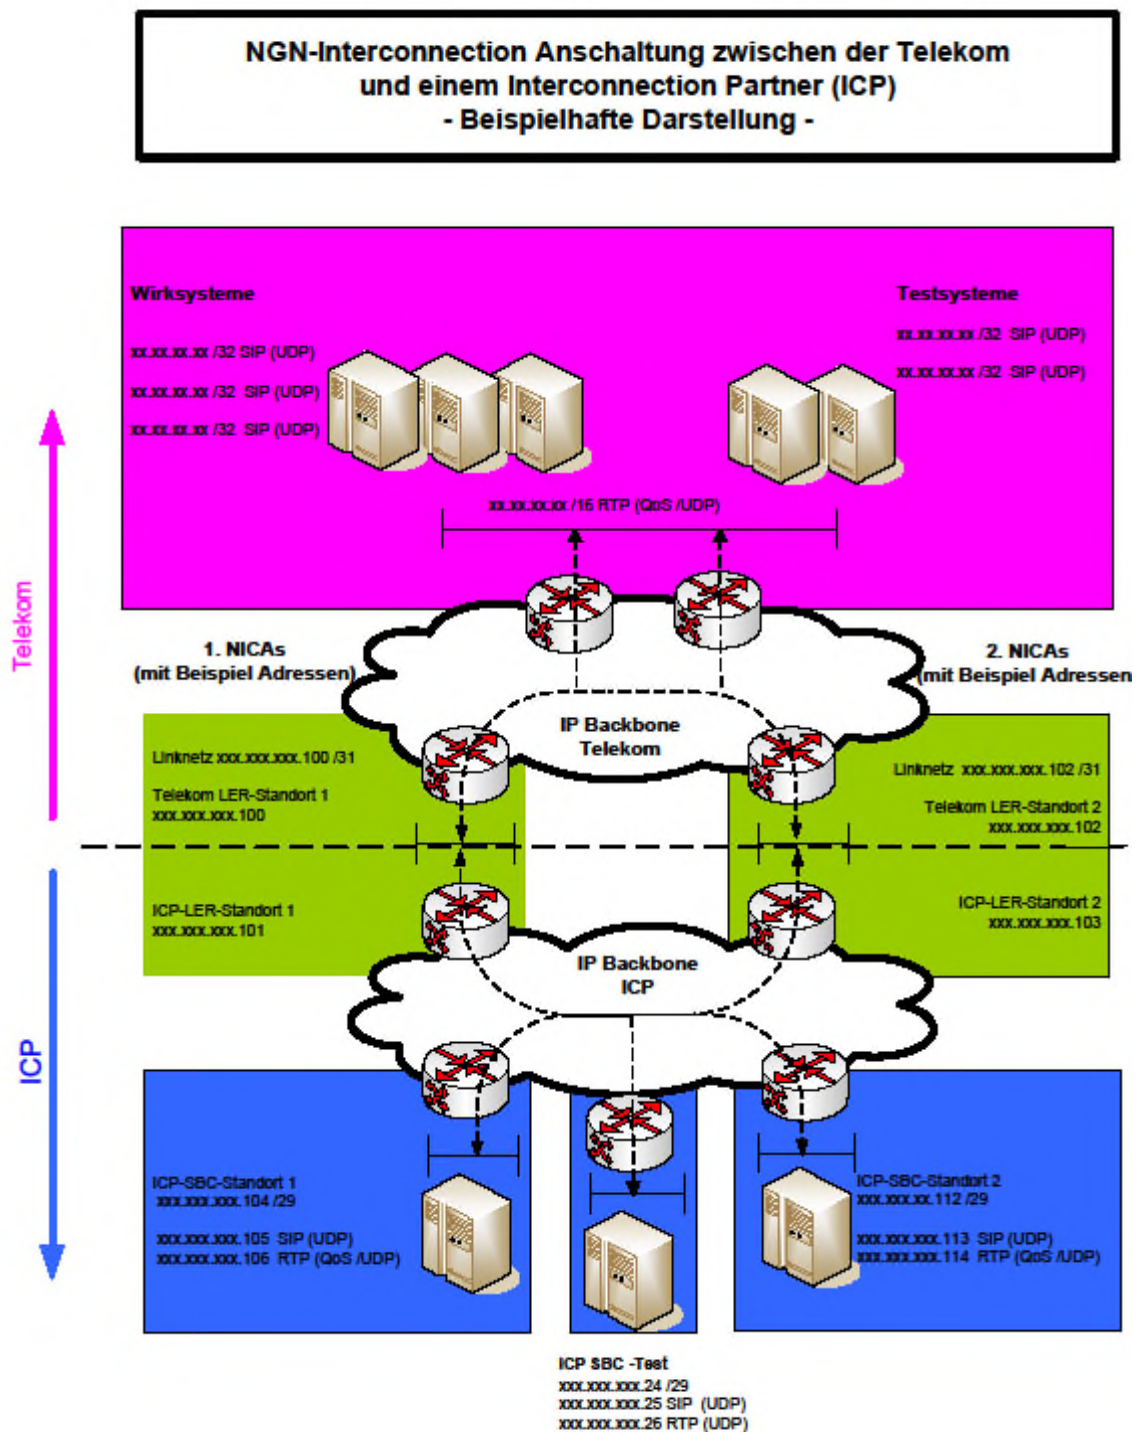 NGN-Interconnection Anschaltung zwischen der Telekom
und einem Interconnection Partner (ICP)
- Beispielhafte Darstellung -
Wirksysteme
xx.xx.xx.xx /32 SIP (UDP)
xx.xx.xx.xx /32 SIP (UDP)
xx.xx.xx.xx /32 SIP (UDP)
Testsysteme
xx.xx.xx.xx /32 SIP (UDP)
xx.xx.xx.xx /32 SIP (UDP)
xx.xx.xx.xx /16 RTP (QoS /UDP)
Telekom
1. NICAs
(mit Beispiel Adressen)
2. NICAs
(mit Beispiel Adressen)
IP Backbone
Telekom
Linknetz xxx.xxx.xxx.100 /31
Telekom LER-Standort 1
xxx.xxx.xxx.100
Linknetz xxx.xxx.xxx.102 /31
Telekom LER-Standort 2
xxx.xxx.xxx.102
ICP-LER-Standort 1
xxx.xxx.xxx.101
ICP-LER-Standort 2
xxx.xxx.xxx.103
IP Backbone
ICP
ICP
ICP-SBC-Standort 1
xxx.xxx.xxx.104 /29
xxx.xxx.xxx.105 SIP (UDP)
xxx.xxx.xxx.106 RTP (QoS /UDP)
ICP-SBC-Standort 2
xxx.xxx.xx.112 /29
xxx.xxx.xxx.113 SIP (UDP)
xxx.xxx.xxx.114 RTP (QoS /UDP)
ICP SBC -Test
xxx.xxx.xxx.24 /29
xxx.xxx.xxx.25 SIP (UDP)
xxx.xxx.xxx.26 RTP (UDP)